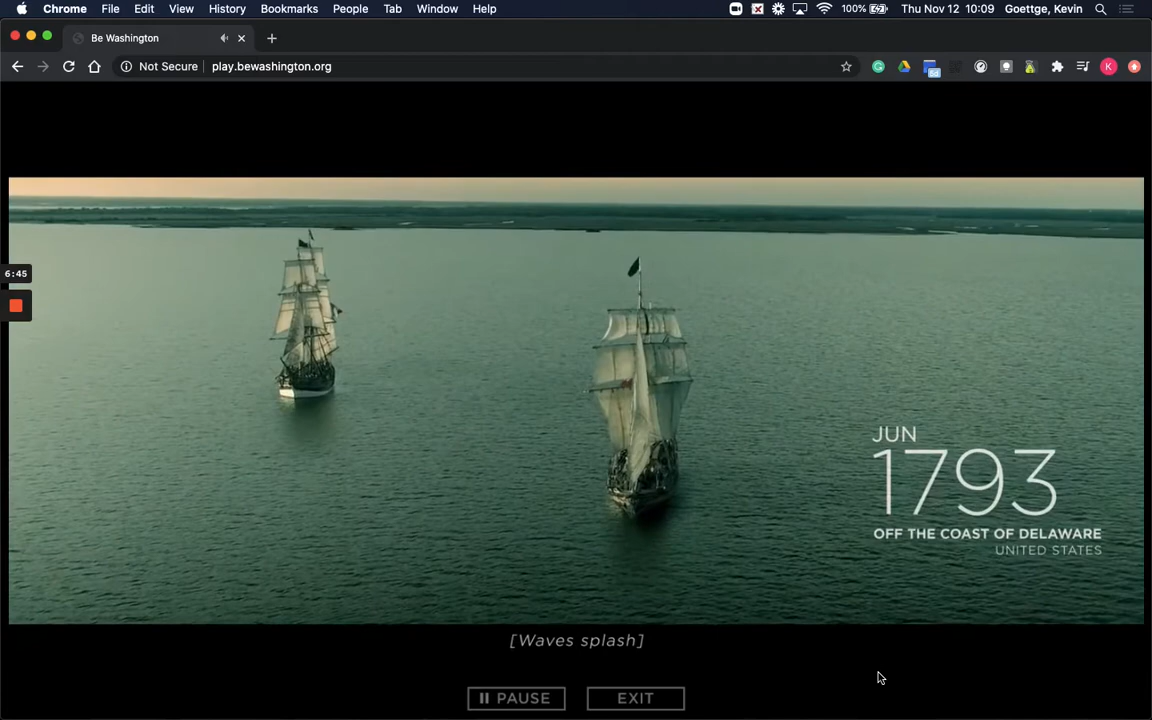 Chrome File Edit View History Bookmarks People Tab Window Help 100% Thu Nov 12 10:09 Goettge, Kevin
Be Washington
Not Secure play.bewashington.org K
6:45
JUN
1793
OFF THE COAST OF DELAWARE
UNITED STATES
[Waves splash]
PAUSE EXIT